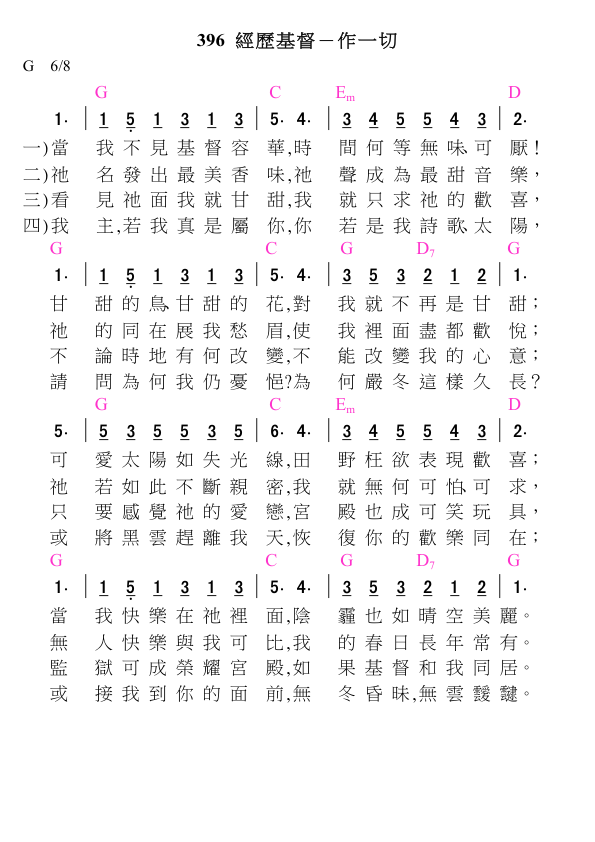 396 經歷基督－作一切
G 6/8
G C Em D
1. | 1 5 1 3 1 3 | 5. 4. | 3 4 5 5 4 3 | 2.
一)當 我不見基督容 華,時 問何等無味、可 厭！
二)祂 名發出最美香 味,祂 聲成為最甜音 樂，
三)看 見祂面我就甘 甜,我 就只求祂的歡 喜，
四)我 主,若我真是屬 你,你 若是我詩歌、太 陽，
G C G D7 G
1. | 1 5 1 3 1 3 | 5. 4. | 3 5 3 2 1 2 | 1.
甘 甜的鳥、甘甜的 花,對 我就不再是甘 甜；
祂 的同在展我愁 眉,使 我裡面盡都歡 悅；
不 論時地有何改 變,不 能改變我的心 意；
請 問為何我仍憂 悒?為 何嚴冬這樣久 長？
G C Em D
5. | 5 3 5 5 3 5 | 6. 4. | 3 4 5 5 4 3 | 2.
可 愛太陽如失光 線,田 野枉欲表現歡 喜；
祂 若如此不斷親 密,我 就無何可怕、可 求，
只 要感覺祂的愛 戀,宮 殿也成可笑玩 具，
或 將黑雲趕離我 天,恢 復你的歡樂同 在；
G C G D7 G
1. | 1 5 1 3 1 3 | 5. 4. | 3 5 3 2 1 2 | 1.
當 我快樂在祂裡 面,陰 霾也如晴空美 麗。
無 人快樂與我可 比,我 的春日長年常 有。
監 獄可成榮耀宮 殿,如 果基督和我同 居。
或 接我到你的面 前,無 冬昏昧,無雲靉 靆。